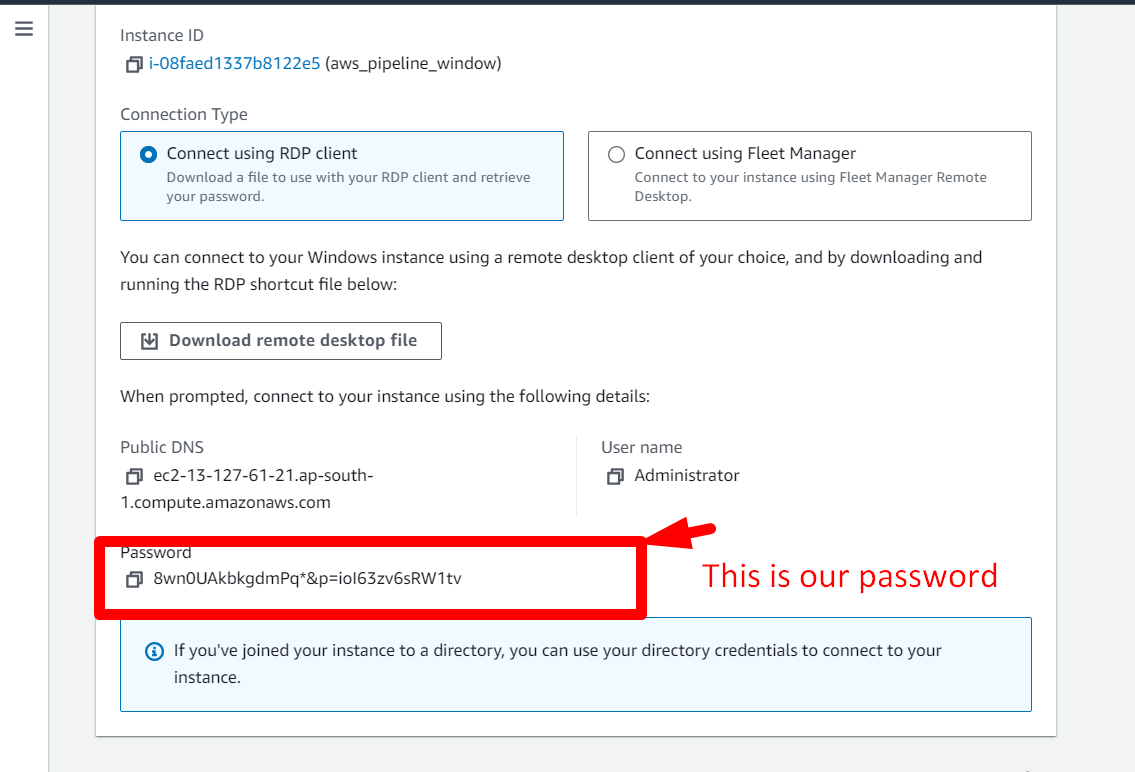 Instance ID
i-08faed1337b8122e5 (aws_pipeline_window)
Connection Type
Connect using RDP client
Download a file to use with your RDP client and retrieve
your password.
Connect using Fleet Manager
Connect to your instance using Fleet Manager Remote
Desktop.
You can connect to your Windows instance using a remote desktop client of your choice, and by downloading and
running the RDP shortcut file below:
Download remote desktop file
When prompted, connect to your instance using the following details:
Public DNS
ec2-13-127-61-21.ap-south-
1.compute.amazonaws.com
User name
Administrator
Password
8wn0UAkbkgdmPq*&p=ioI63zv6sRW1tv
This is our password
If you've joined your instance to a directory, you can use your directory credentials to connect to your
instance.